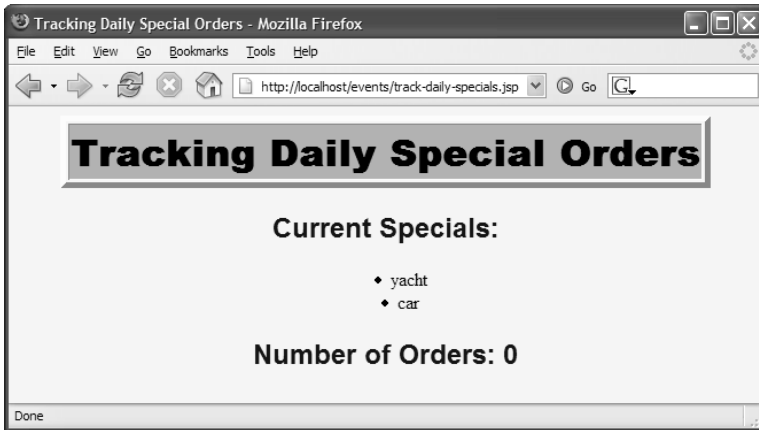 Tracking Daily Special Orders - Mozilla Firefox
File Edit View Go Bookmarks Tools Help
http://localhost/events/track-daily-specials.jsp Go G
Tracking Daily Special Orders
Current Specials:
• yacht
• car
Number of Orders: 0
Done